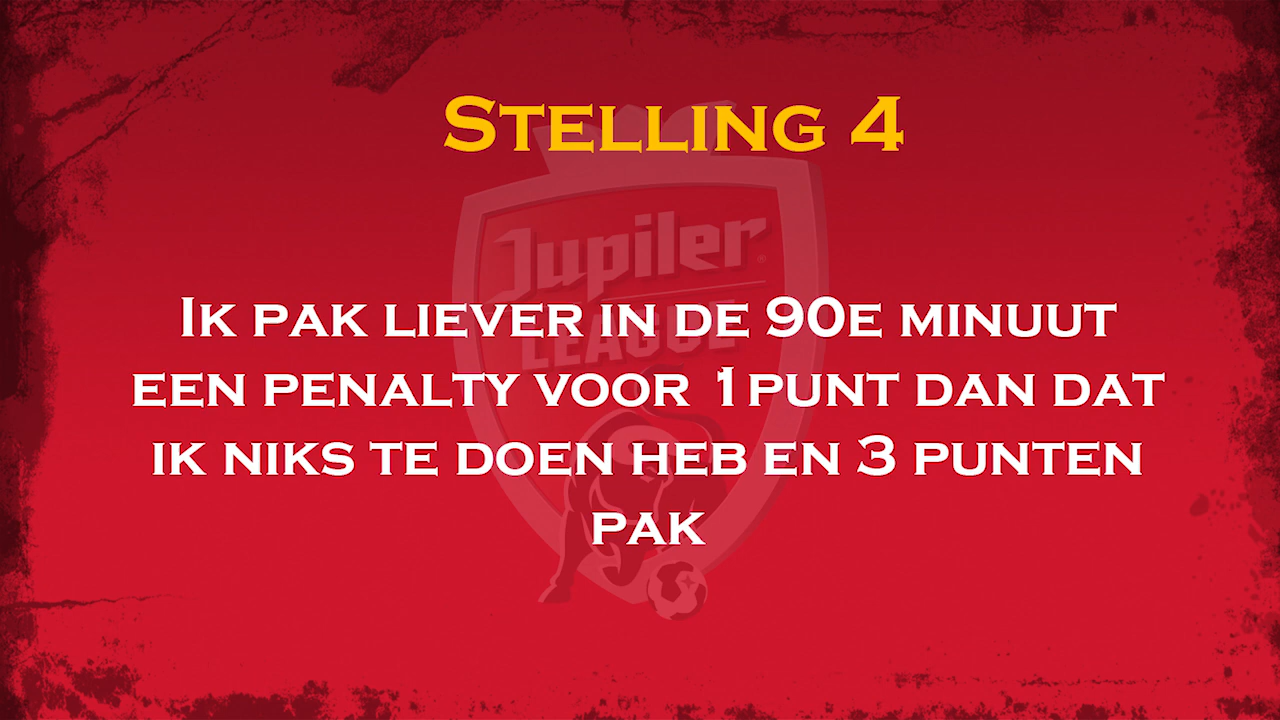 Stelling 4
Jupiler
LEAGUE
Ik pak liever in de 90e minuut
een penalty voor 1punt dan dat
ik niks te doen heb en 3 punten
pak